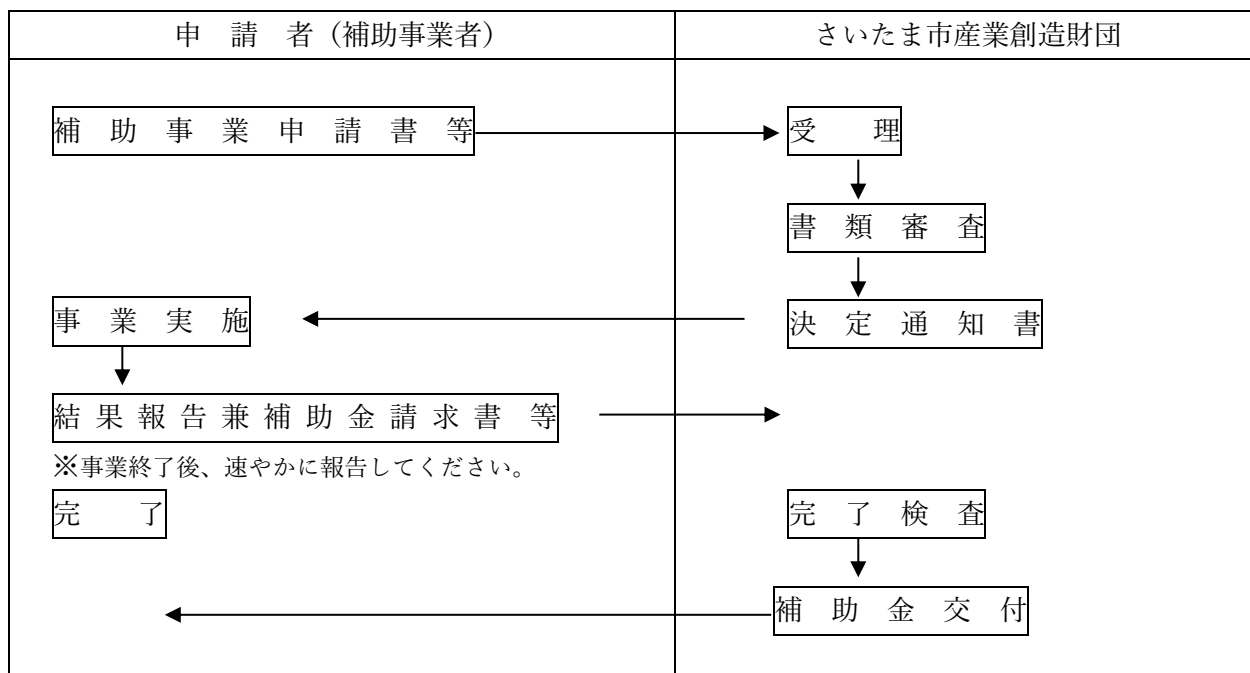 申請者（補助事業者）
さいたま市産業創造財団
補助事業申請書等
受理
書類審査
事業実施
決定通知書
結果報告兼補助金請求書等
※事業終了後、速やかに報告してください。
完了
完了検査
補助金交付